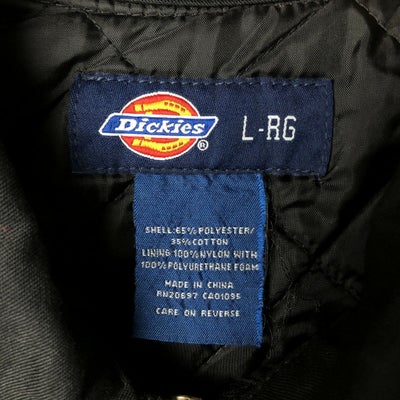 Dickies ® L-RG
SHELL:65% POLYESTER/
35% COTTON
LINING 100% NYLON WITH
100% POLYURETHANE FOAM
MADE IN CHINA
RN20697 CA01095
CARE ON REVERSE